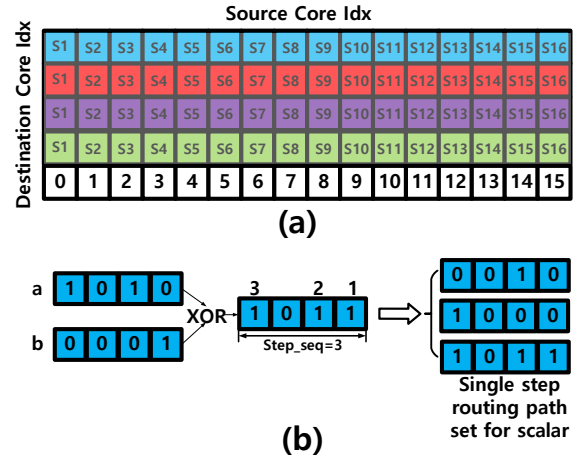 Source Core Idx
Destination Core Idx
S1 S2 S3 S4 S5 S6 S7 S8 S9 S10 S11 S12 S13 S14 S15 S16
S1 S2 S3 S4 S5 S6 S7 S8 S9 S10 S11 S12 S13 S14 S15 S16
S1 S2 S3 S4 S5 S6 S7 S8 S9 S10 S11 S12 S13 S14 S15 S16
S1 S2 S3 S4 S5 S6 S7 S8 S9 S10 S11 S12 S13 S14 S15 S16
0 1 2 3 4 5 6 7 8 9 10 11 12 13 14 15
(a)
a 1 0 1 0
b 0 0 0 1
XOR
3 2 1
1 0 1 1
Step_seq=3
0 0 1 0
1 0 0 0
1 0 1 1
Single step
routing path
set for scalar
(b)